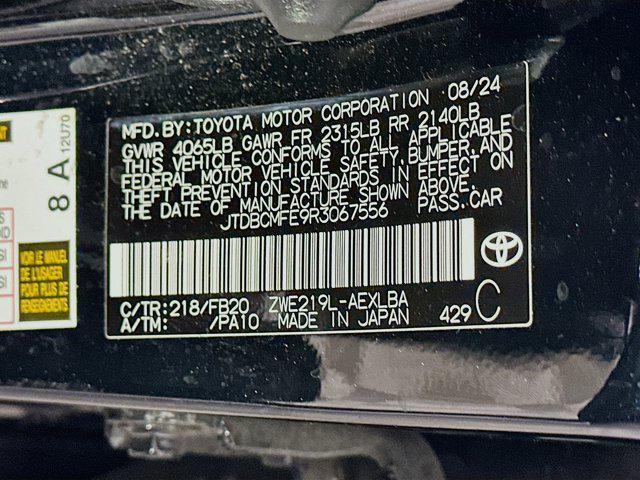 MFD. BY: TOYOTA MOTOR CORPORATION 08/24
GVWR 4065LB GAWR FR 2315LB RR 2140LB
THIS VEHICLE CONFORMS TO ALL APPLICABLE
FEDERAL MOTOR VEHICLE SAFETY, BUMPER, AND
THEFT PREVENTION STANDARDS IN EFFECT ON
THE DATE OF MANUFACTURE SHOWN ABOVE.
JTDBCMFE9R3067556 PASS. CAR
C/TR: 218/FB20 ZWE219L-AEXLBA
A/TM: /PA10 MADE IN JAPAN 429 C
8 A
12U70
VOIR LE MANUEL
DE L'USAGER
POUR PLUS DE
RENSEIGNEMENTS